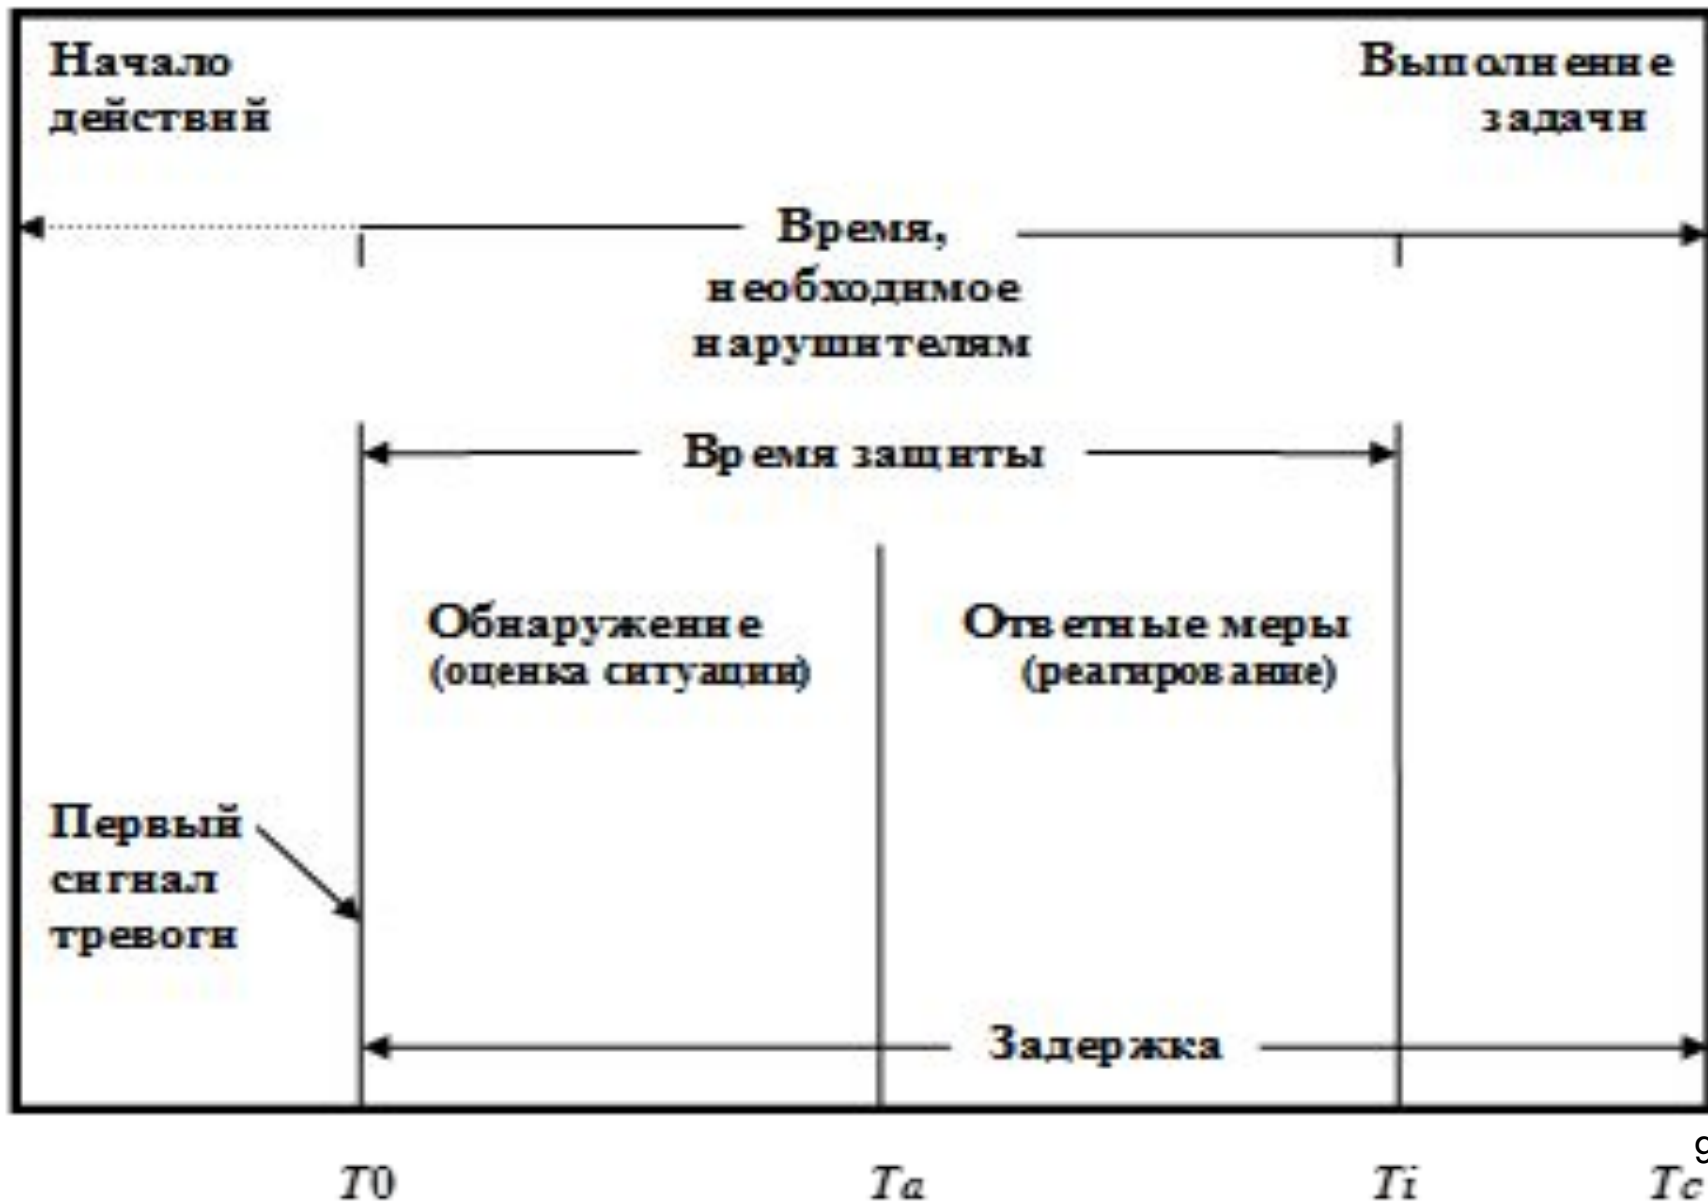 Начало
действий
Выполнение
задачи
Время,
необходимое
нарушителям
Время защиты
Обнаружение
(оценка ситуации)
Ответные меры
(реагирование)
Первый
сигнал
тревоги
Задержка
9
T0 Ta Ti Tc